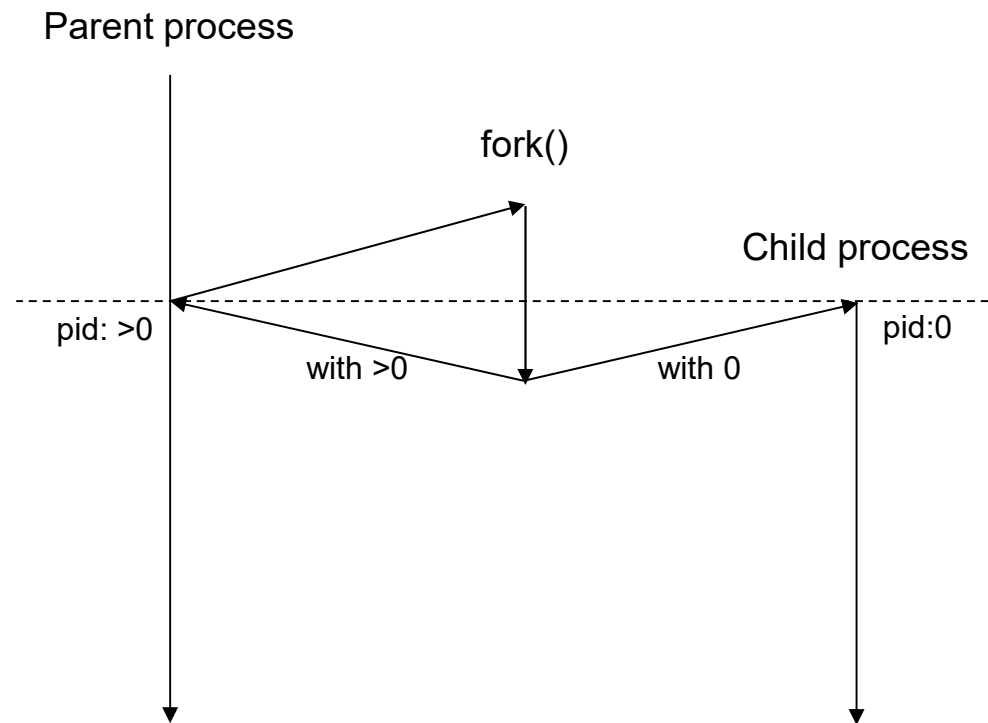 Parent process
fork()
Child process
pid: >0
pid:0
with >0
with 0